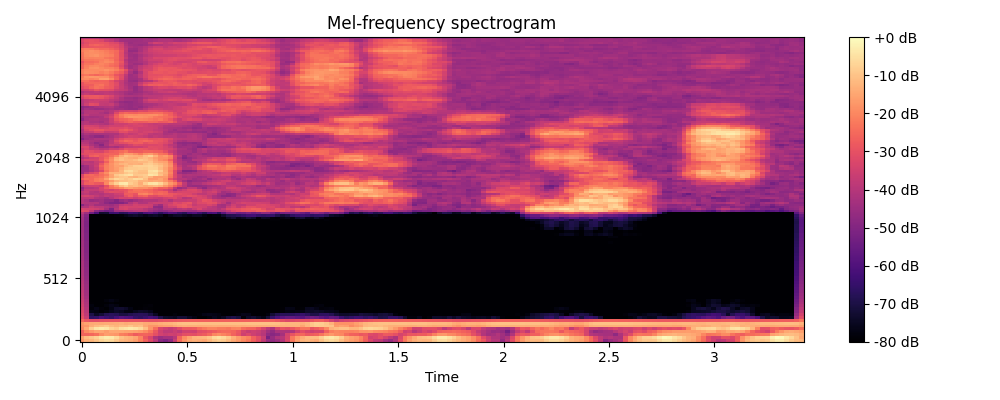 Mel-frequency spectrogram
Hz
4096
2048
1024
512
0
0
0.5
1
1.5
2
2.5
3
Time
+0 dB
-10 dB
-20 dB
-30 dB
-40 dB
-50 dB
-60 dB
-70 dB
-80 dB